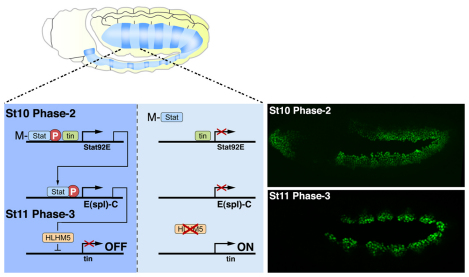 St10 Phase-2
M- Stat P tin
Stat92E
Stat P
E(spl)-C
St11 Phase-3
HLHM5
OFF
tin
M- Stat
tin
Stat92E
E(spl)-C
HLHM5
ON
tin
St10 Phase-2
St11 Phase-3